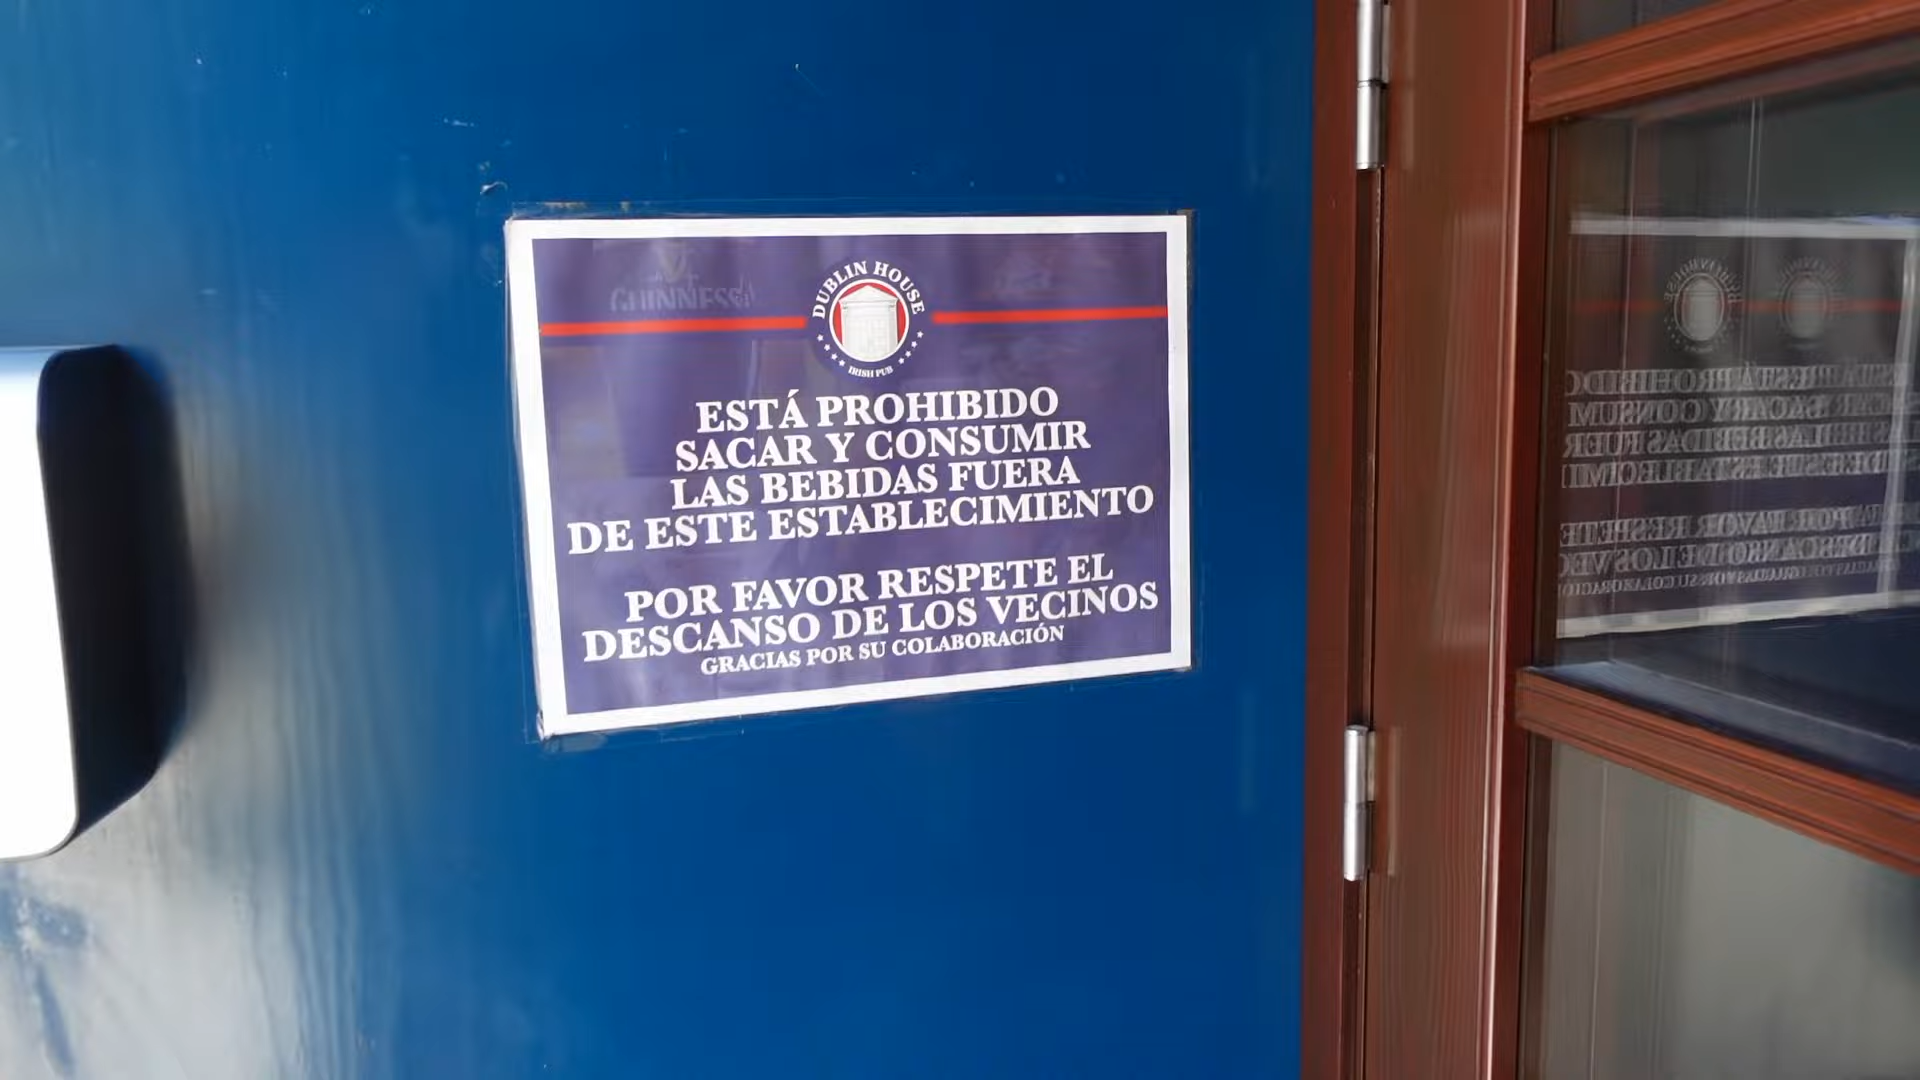 GUINNESS
DUBLIN HOUSE
IRISH PUB
ESTÁ PROHIBIDO
SACAR Y CONSUMIR
LAS BEBIDAS FUERA
DE ESTE ESTABLECIMIENTO
POR FAVOR RESPETE EL
DESCANSO DE LOS VECINOS
GRACIAS POR SU COLABORACIÓN